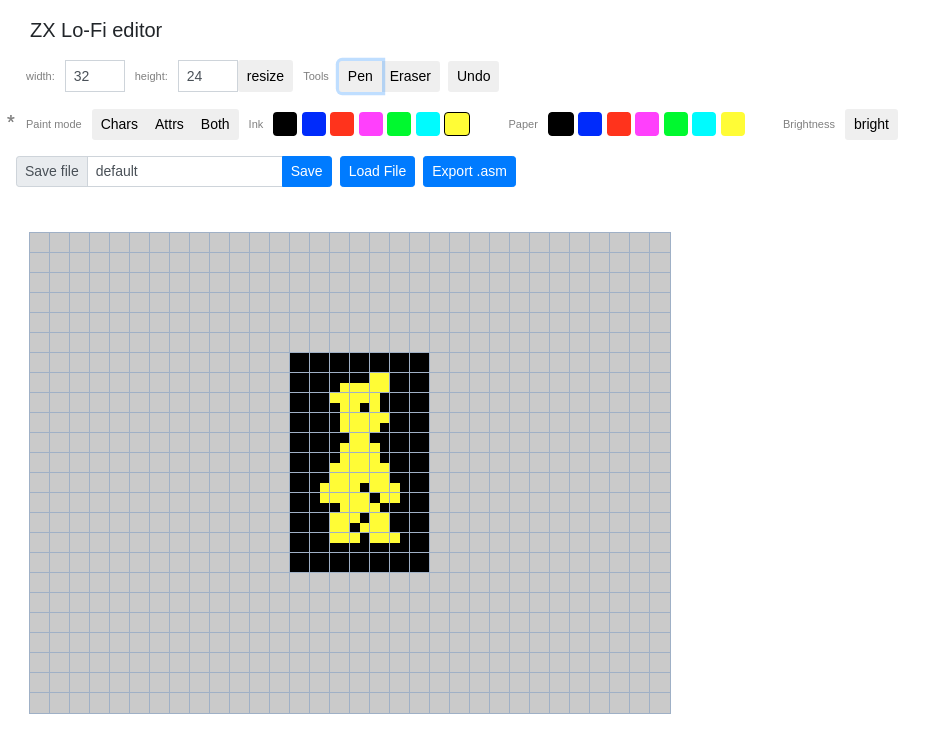 ZX Lo-Fi editor
width: 32 height: 24 resize Tools Pen Eraser Undo
* Paint mode Chars Attrs Both Ink Paper Brightness bright
Save file default Save Load File Export .asm